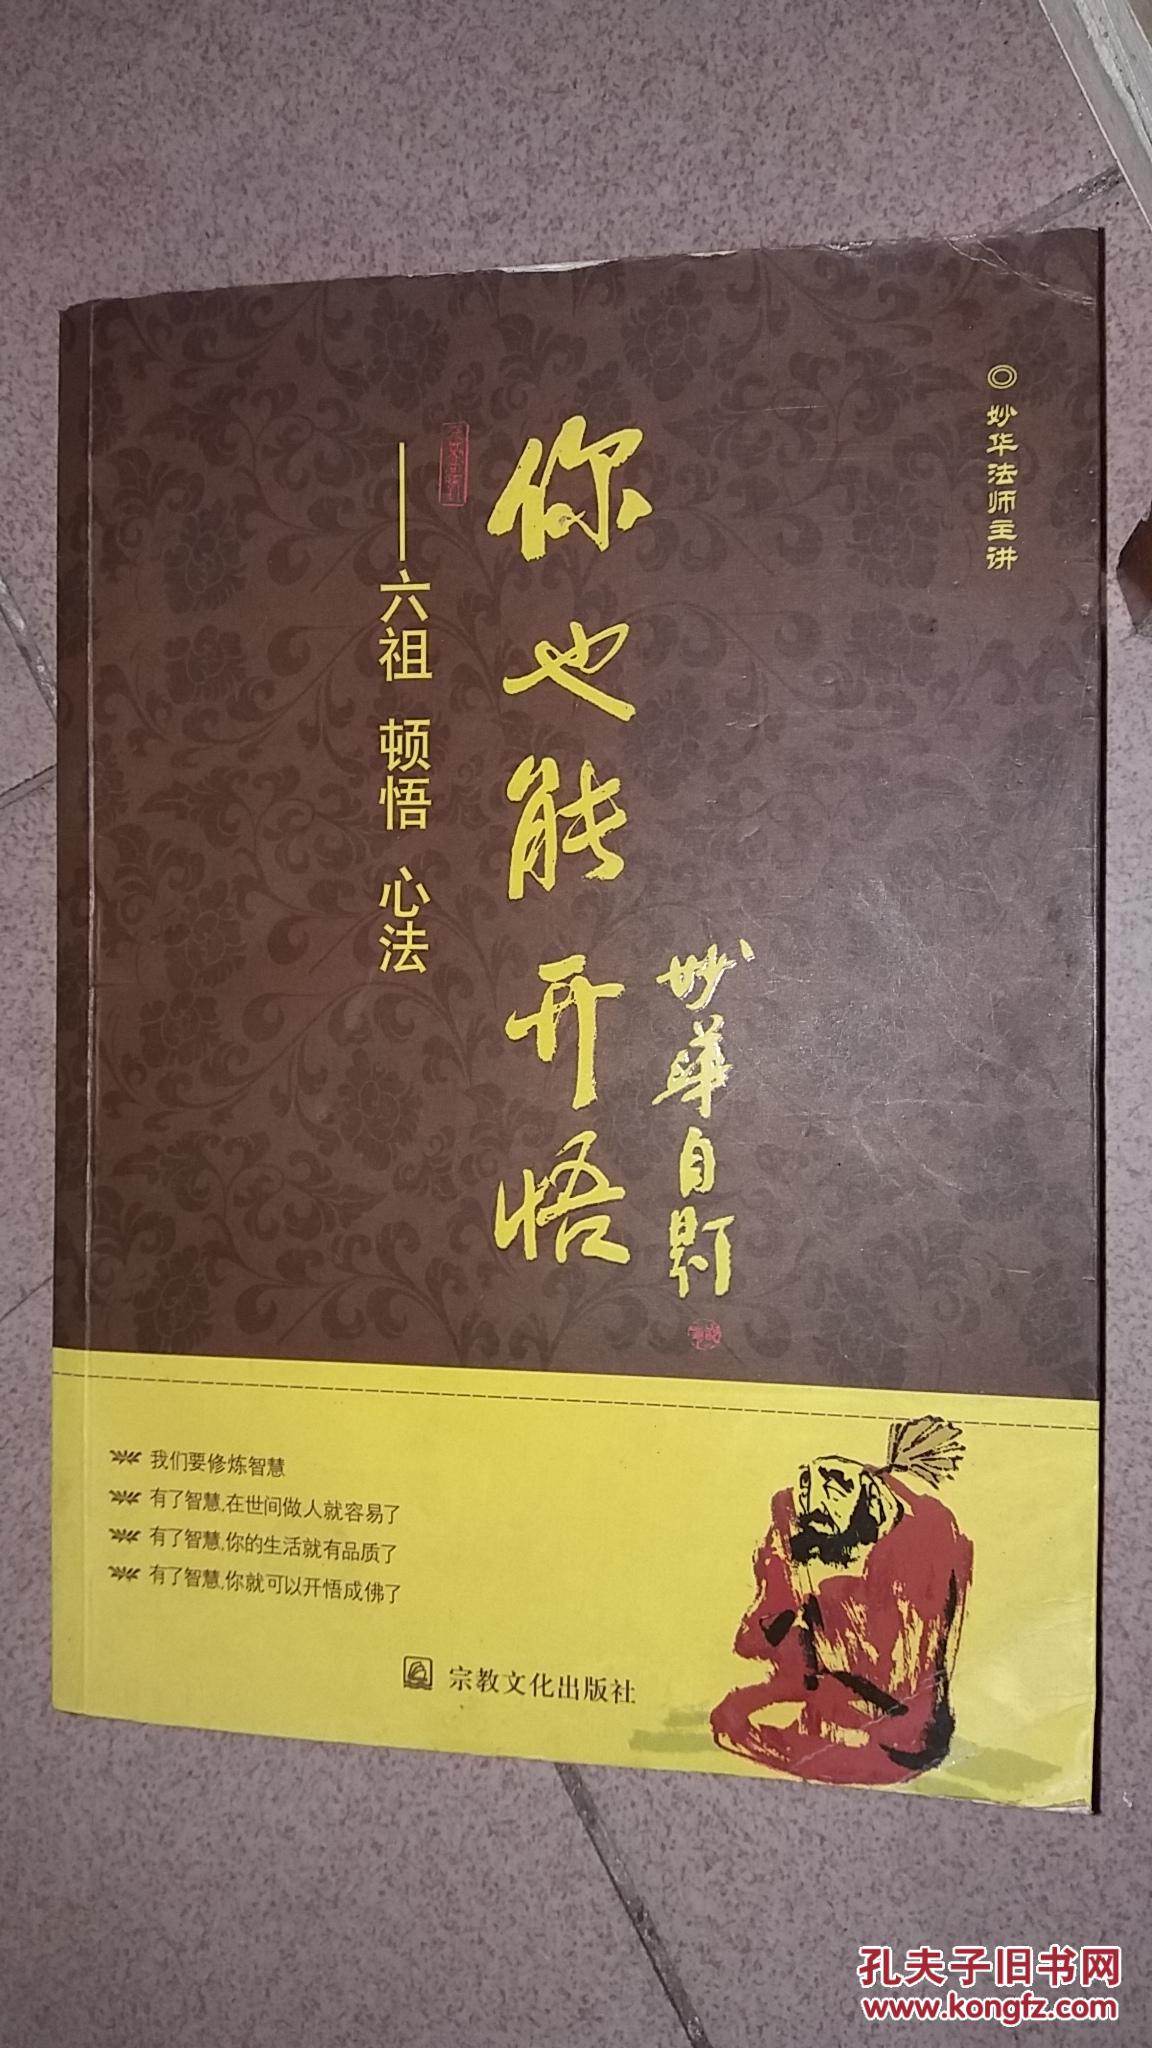 ◎妙华法师主讲
你也能开悟
妙华自题
——六祖 顿悟 心法
我们要修炼智慧
有了智慧,在世间做人就容易了
有了智慧,你的生活就有品质了
有了智慧,你就可以开悟成佛了
宗教文化出版社
孔夫子旧书网
www.kongfz.com